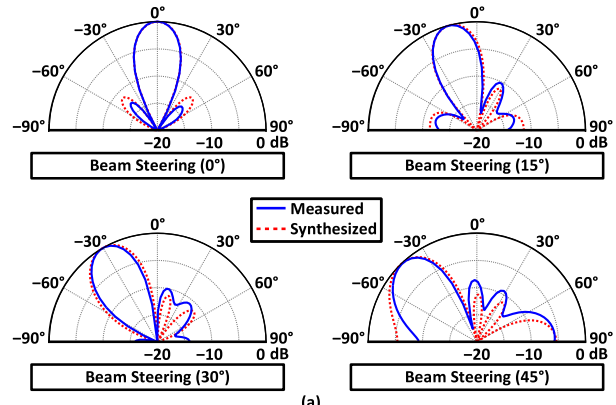 0° 0°
−30° 30° −30° 30°
−60° 60° −60° 60°
−90° 90° −90° 90°
−20 −10 0 dB −20 −10 0 dB
Beam Steering (0°) Beam Steering (15°)
Measured
Synthesized
0° 0°
−30° 30° −30° 30°
−60° 60° −60° 60°
−90° 90° −90° 90°
−20 −10 0 dB −20 −10 0 dB
Beam Steering (30°) Beam Steering (45°)
(a)